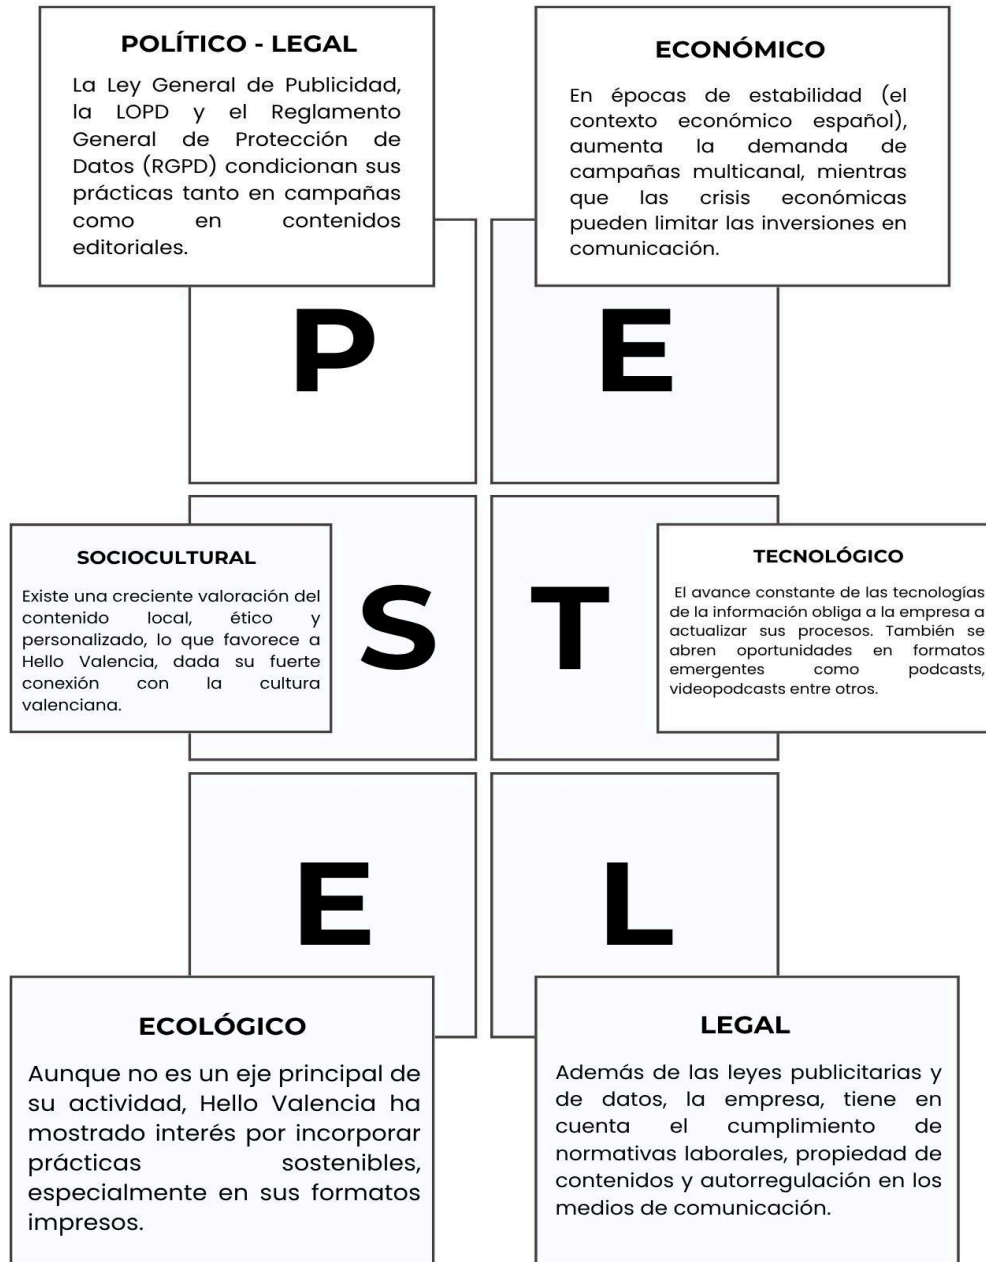 POLÍTICO - LEGAL
La Ley General de Publicidad,
la LOPD y el Reglamento
General de Protección de
Datos (RGPD) condicionan sus
prácticas tanto en campañas
como en contenidos
editoriales.
ECONÓMICO
En épocas de estabilidad (el
contexto económico español),
aumenta la demanda de
campañas multicanal, mientras
que las crisis económicas
pueden limitar las inversiones en
comunicación.
P
E
SOCIOCULTURAL
Existe una creciente valoración del
contenido local, ético y
personalizado, lo que favorece a
Hello Valencia, dada su fuerte
conexión con la cultura
valenciana.
S
T
TECNOLÓGICO
El avance constante de las tecnologías
de la información obliga a la empresa a
actualizar sus procesos. También se
abren oportunidades en formatos
emergentes como podcasts,
videopodcasts entre otros.
E
L
ECOLÓGICO
Aunque no es un eje principal de
su actividad, Hello Valencia ha
mostrado interés por incorporar
prácticas sostenibles,
especialmente en sus formatos
impresos.
LEGAL
Además de las leyes publicitarias y
de datos, la empresa, tiene en
cuenta el cumplimiento de
normativas laborales, propiedad de
contenidos y autorregulación en los
medios de comunicación.